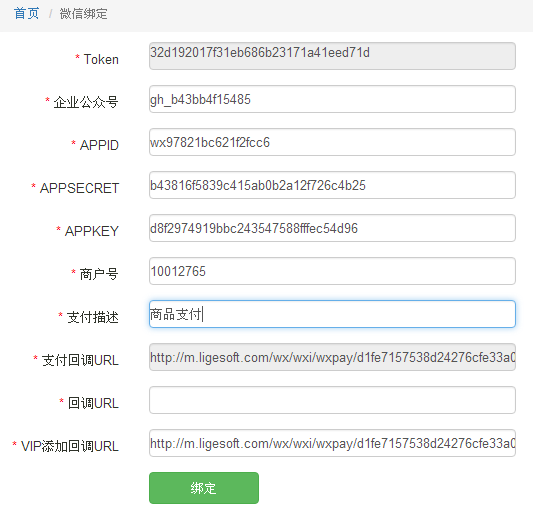 首页 / 微信绑定
* Token 32d192017f31eb686b23171a41eed71d
* 企业公众号 gh_b43bb4f15485
* APPID wx97821bc621f2fcc6
* APPSECRET b43816f5839c415ab0b2a12f726c4b25
* APPKEY d8f2974919bbc243547588fffec54d96
* 商户号 10012765
* 支付描述 商品支付
* 支付回调URL http://m.ligesoft.com/wx/wxi/wxpay/d1fe7157538d24276cfe33a0
* 回调URL
* VIP添加回调URL http://m.ligesoft.com/wx/wxi/wxpay/d1fe7157538d24276cfe33a0
绑定